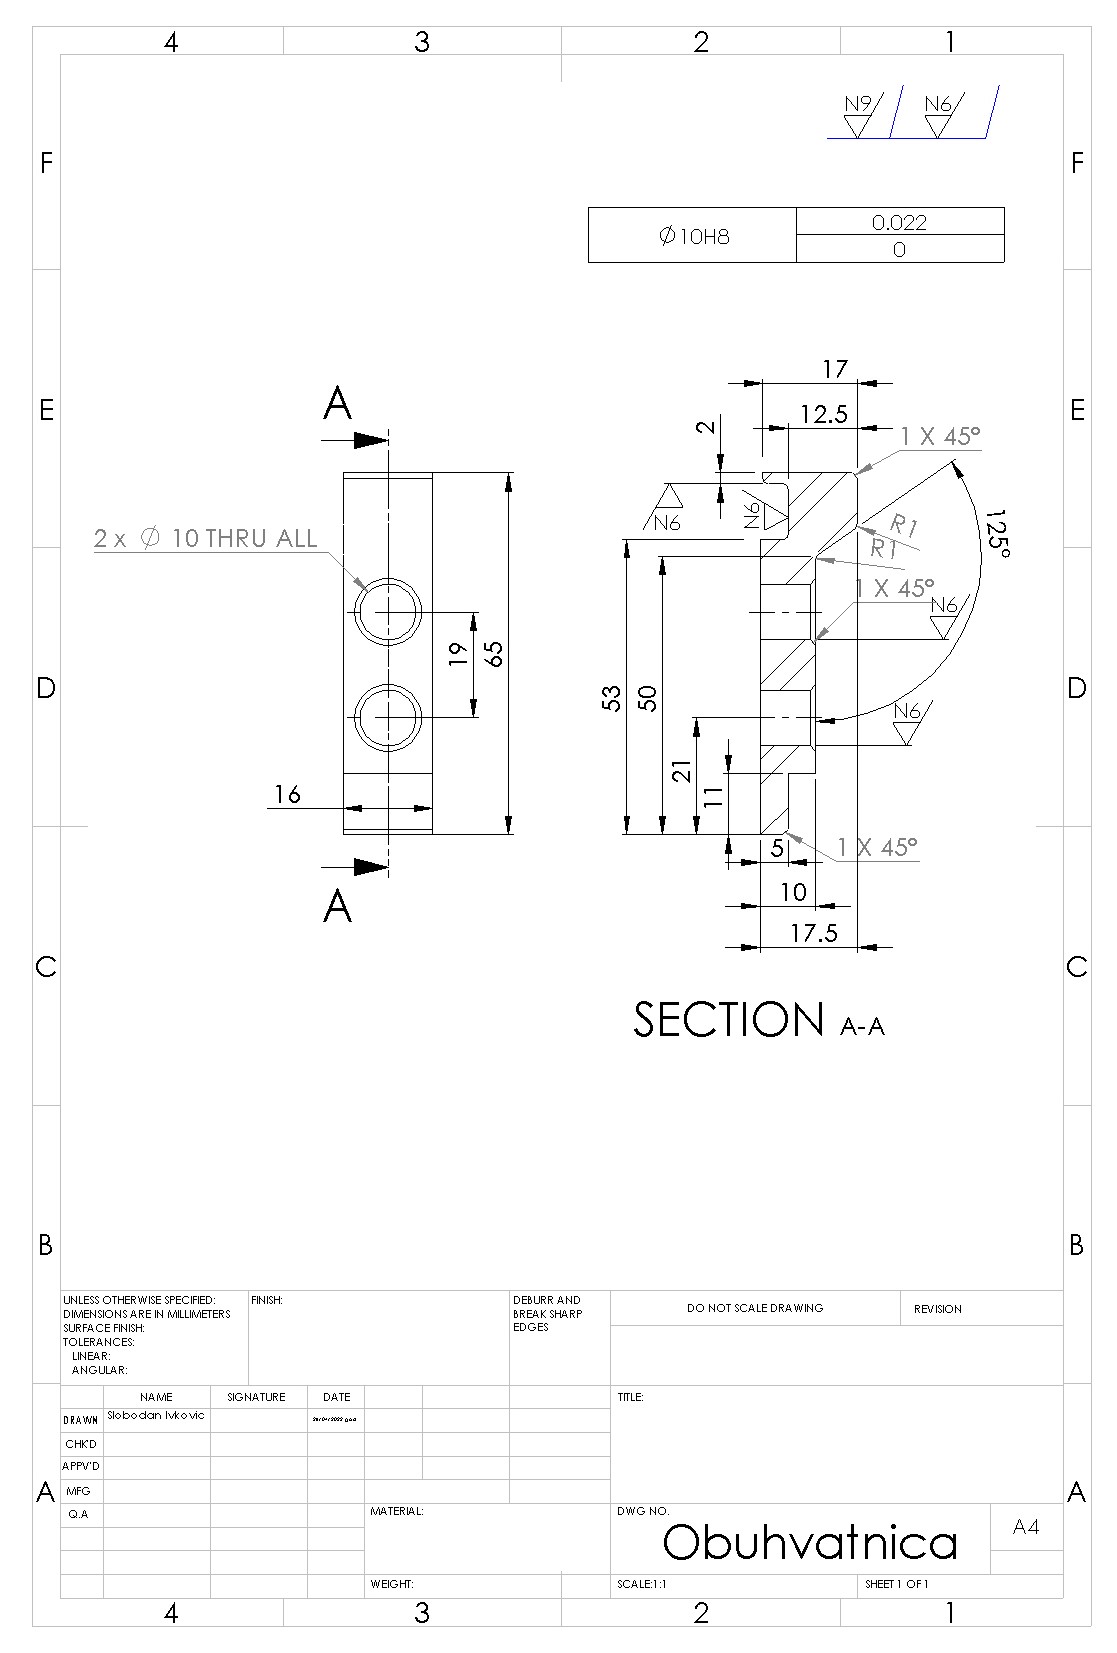 4 3 2 1
N9 N6
F F
Ø10H8 0.022
0
17
E A E
12.5
2 1 X 45°
N6 N6
R1 125°
2 x Ø 10 THRU ALL
R1
1 X 45°
N6
19 65
D 53 50 D
N6
21
16 11
1 X 45°
5
10
A
17.5
C C
SECTION A-A
B B
UNLESS OTHERWISE SPECIFIED:
DIMENSIONS ARE IN MILLIMETERS
SURFACE FINISH:
TOLERANCES:
LINEAR:
ANGULAR:
FINISH:
DEBURR AND
BREAK SHARP
EDGES
DO NOT SCALE DRAWING
REVISION
NAME SIGNATURE DATE
TITLE:
DRAWN Slobodan Ivkovic
CHK'D
APPV'D
MFG
Q.A
A A
MATERIAL:
DWG NO.
Obuhvatnica
A4
WEIGHT:
SCALE:1:1
SHEET 1 OF 1
4 3 2 1